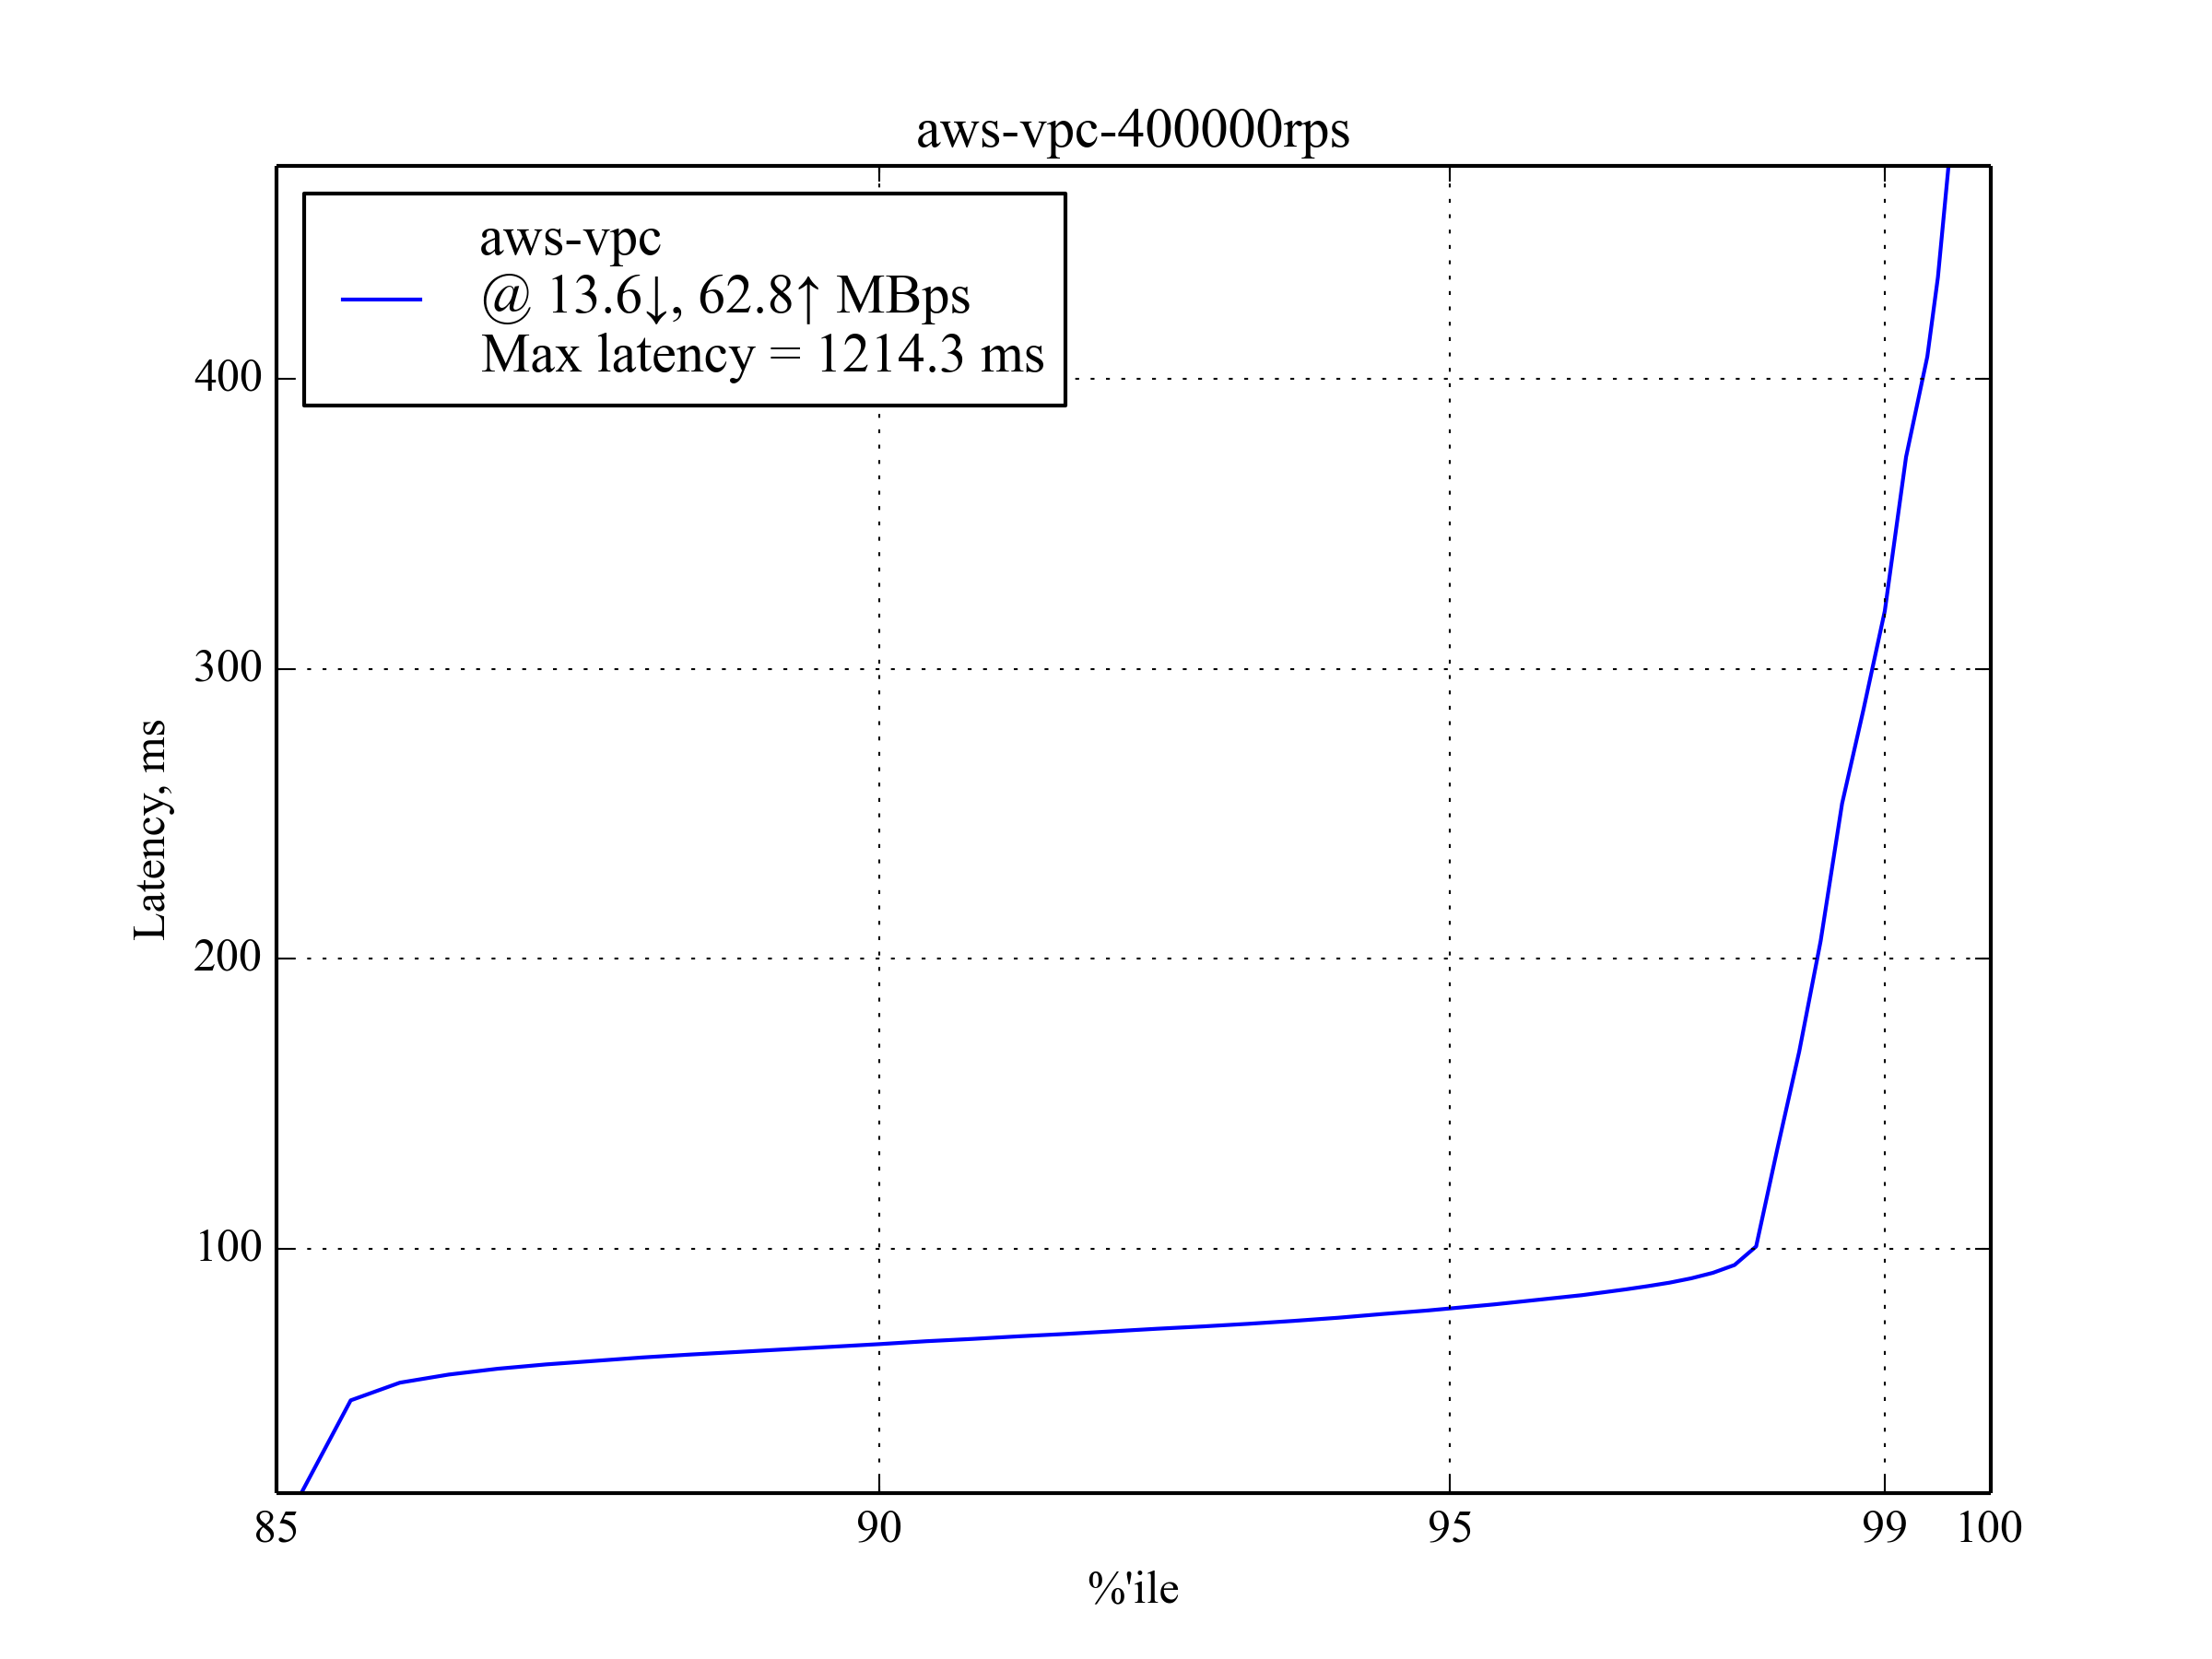 aws-vpc-400000rps
aws-vpc
@ 13.6↓, 62.8↑ MBps
Max latency = 1214.3 ms
400
300
200
100
Latency, ms
85 90 95 99 100
%'ile